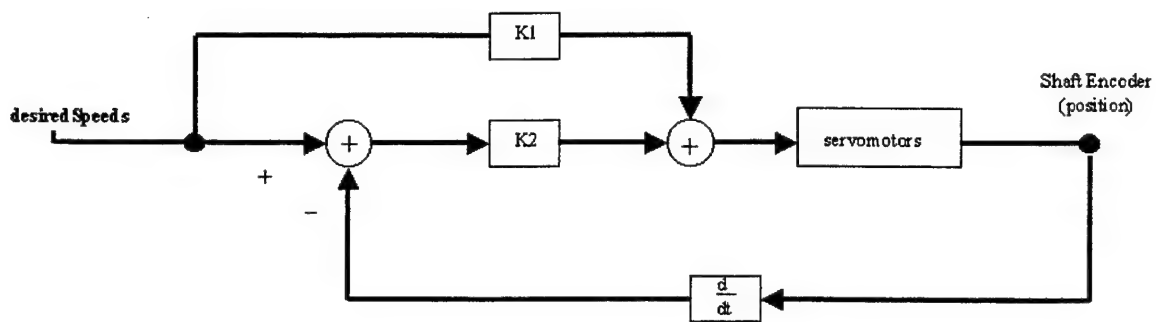 K1
Shaft Encoder
(position)
desired Speeds
+
K2
+
servomotors
+
−
d
dt